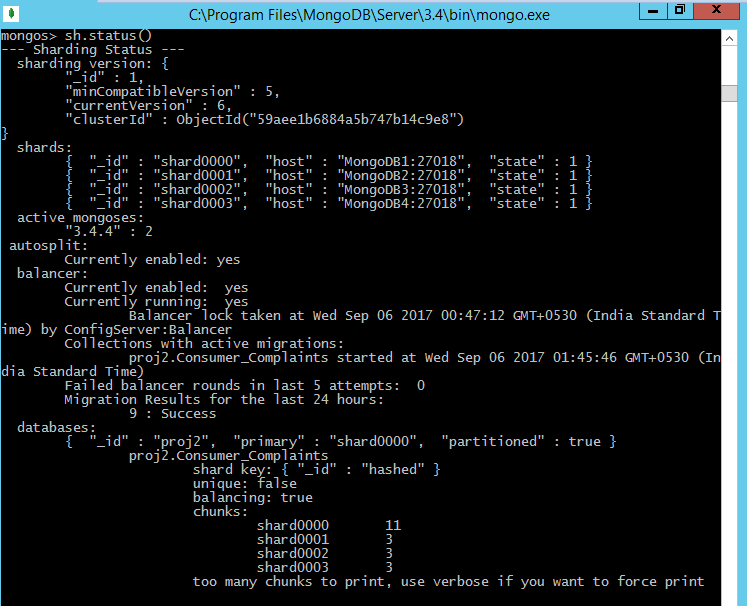 C:\Program Files\MongoDB\Server\3.4\bin\mongo.exe
mongos> sh.status()
--- Sharding Status ---
  sharding version: {
        "_id" : 1,
        "minCompatibleVersion" : 5,
        "currentVersion" : 6,
        "clusterId" : ObjectId("59aee1b6884a5b747b14c9e8")
}
  shards:
        {  "_id" : "shard0000",  "host" : "MongoDB1:27018",  "state" : 1 }
        {  "_id" : "shard0001",  "host" : "MongoDB2:27018",  "state" : 1 }
        {  "_id" : "shard0002",  "host" : "MongoDB3:27018",  "state" : 1 }
        {  "_id" : "shard0003",  "host" : "MongoDB4:27018",  "state" : 1 }
  active mongoses:
        "3.4.4" : 2
 autosplit:
        Currently enabled: yes
  balancer:
        Currently enabled:  yes
        Currently running:  yes
                Balancer lock taken at Wed Sep 06 2017 00:47:12 GMT+0530 (India Standard T
ime) by ConfigServer:Balancer
        Collections with active migrations:
                proj2.Consumer_Complaints started at Wed Sep 06 2017 01:45:46 GMT+0530 (In
dia Standard Time)
        Failed balancer rounds in last 5 attempts:  0
        Migration Results for the last 24 hours:
                9 : Success
  databases:
        {  "_id" : "proj2",  "primary" : "shard0000",  "partitioned" : true }
                proj2.Consumer_Complaints
                        shard key: { "_id" : "hashed" }
                        unique: false
                        balancing: true
                        chunks:
                                shard0000       11
                                shard0001       3
                                shard0002       3
                                shard0003       3
                        too many chunks to print, use verbose if you want to force print